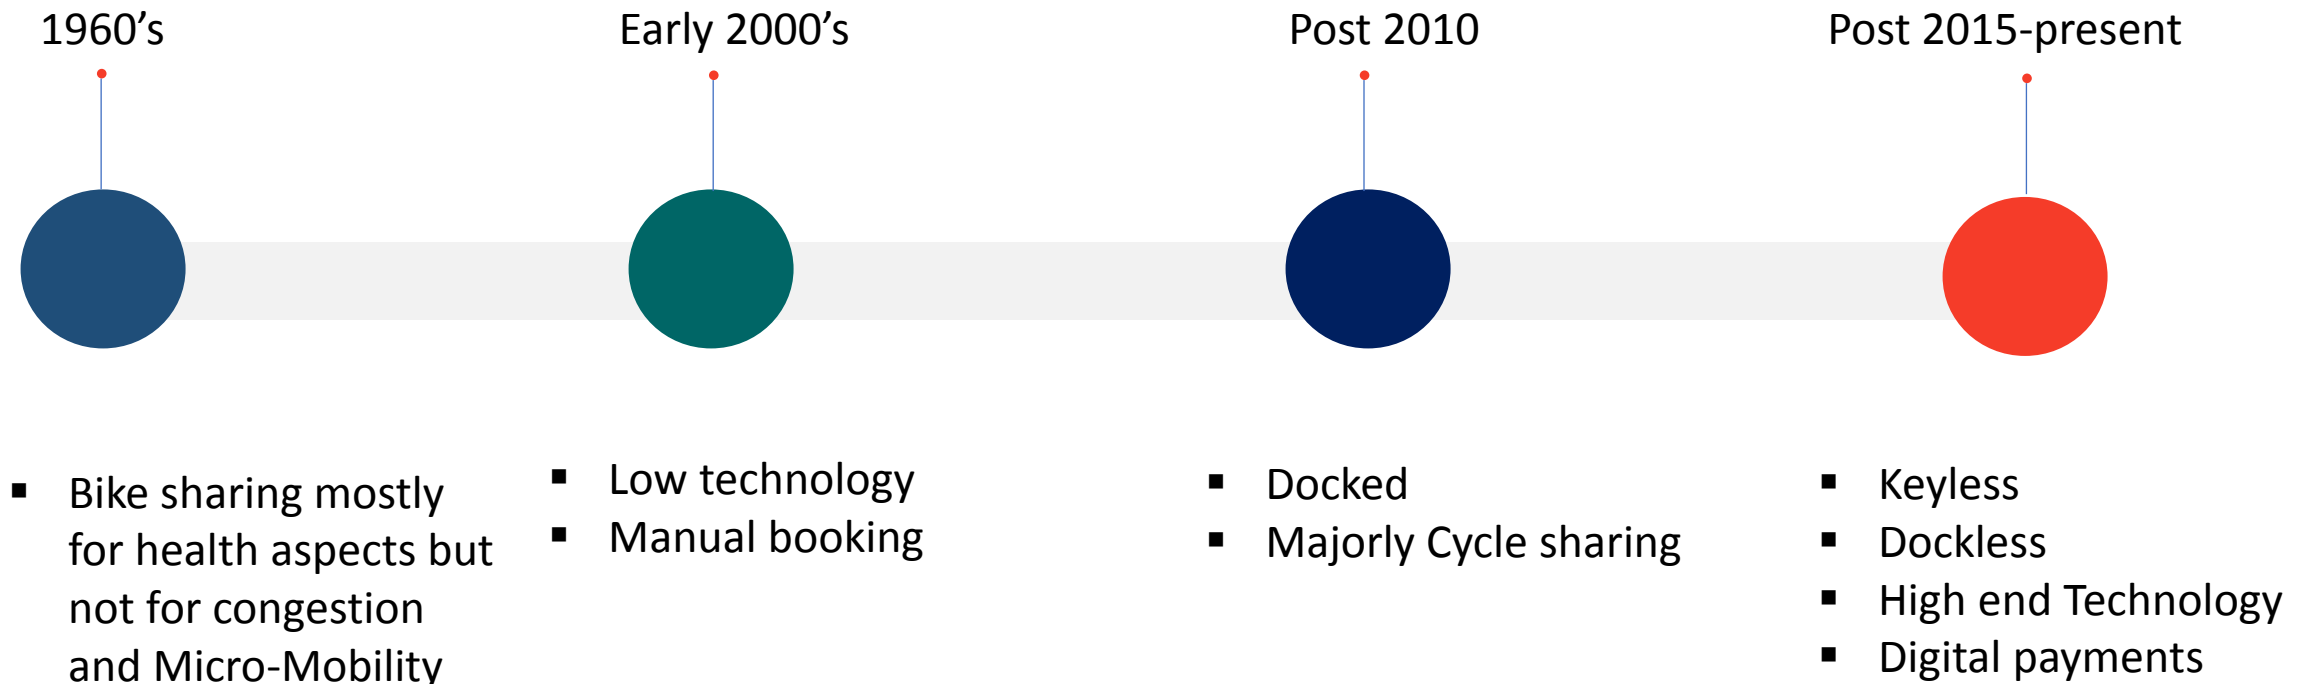 1960’s
Early 2000’s
Post 2010
Post 2015-present
▪ Bike sharing mostly
for health aspects but
not for congestion
and Micro-Mobility
▪ Low technology
▪ Manual booking
▪ Docked
▪ Majorly Cycle sharing
▪ Keyless
▪ Dockless
▪ High end Technology
▪ Digital payments